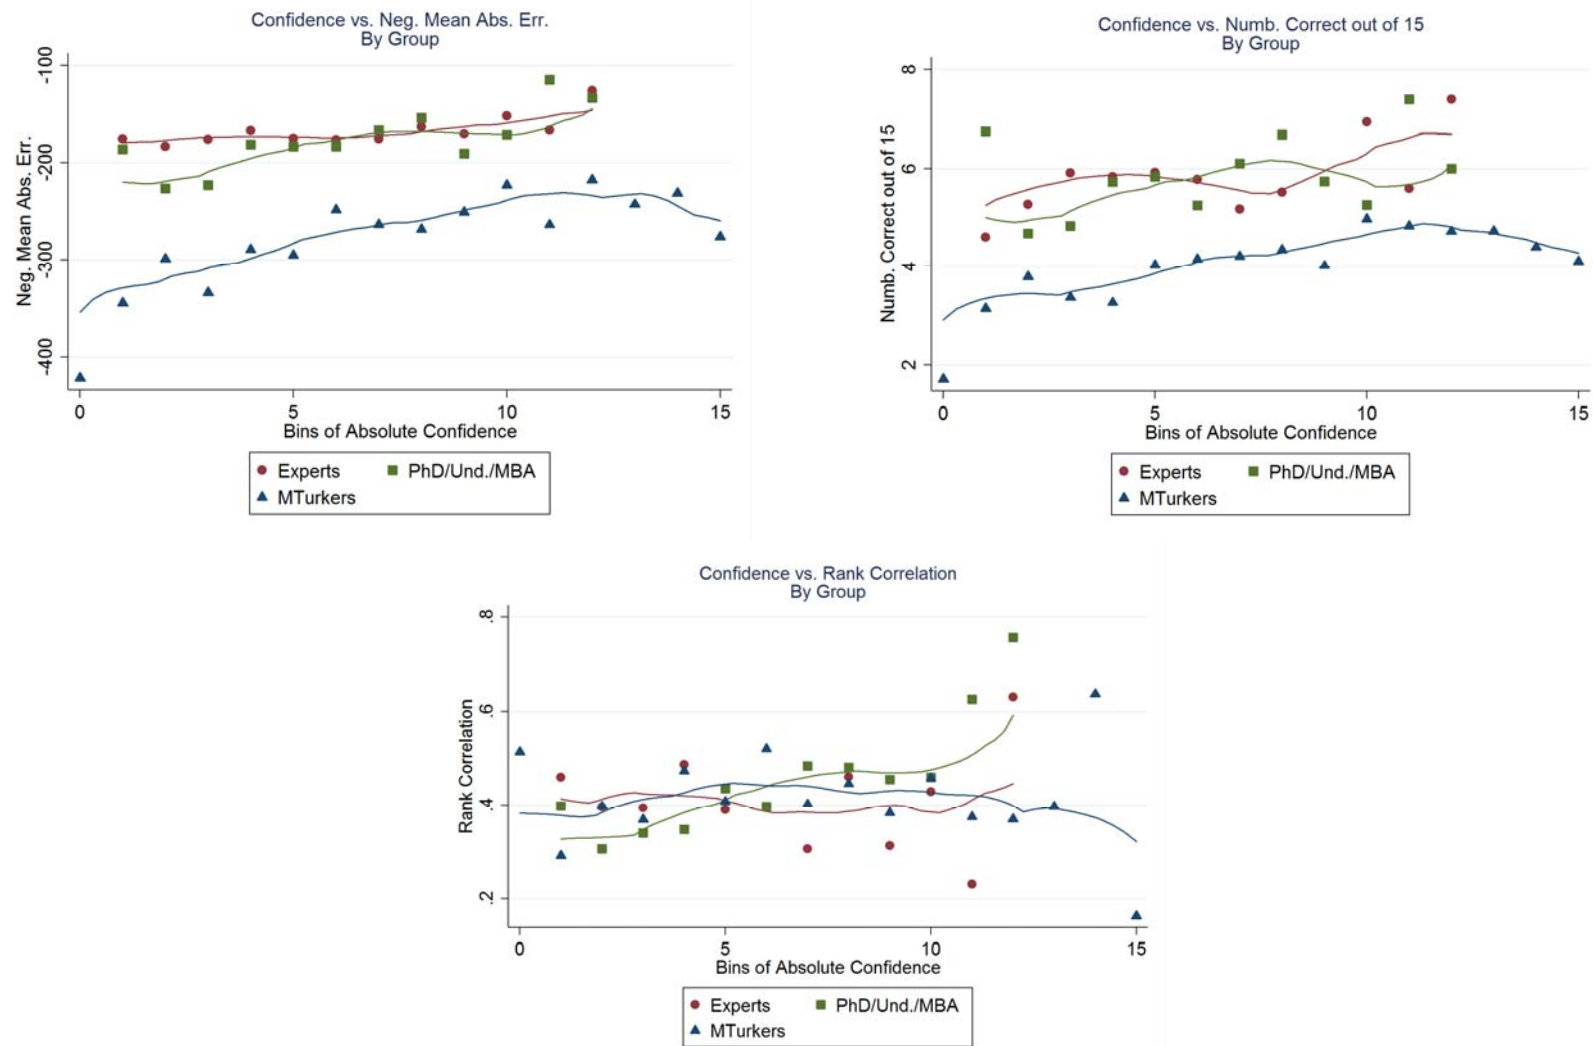 Confidence vs. Neg. Mean Abs. Err.
By Group
Neg. Mean Abs. Err.
-100
-200
-300
-400
0 5 10 15
Bins of Absolute Confidence
Experts PhD/Und./MBA
MTurkers
Confidence vs. Numb. Correct out of 15
By Group
Numb. Correct out of 15
8
6
4
2
0 5 10 15
Bins of Absolute Confidence
Experts PhD/Und./MBA
MTurkers
Confidence vs. Rank Correlation
By Group
Rank Correlation
.8
.6
.4
.2
0 5 10 15
Bins of Absolute Confidence
Experts PhD/Und./MBA
MTurkers